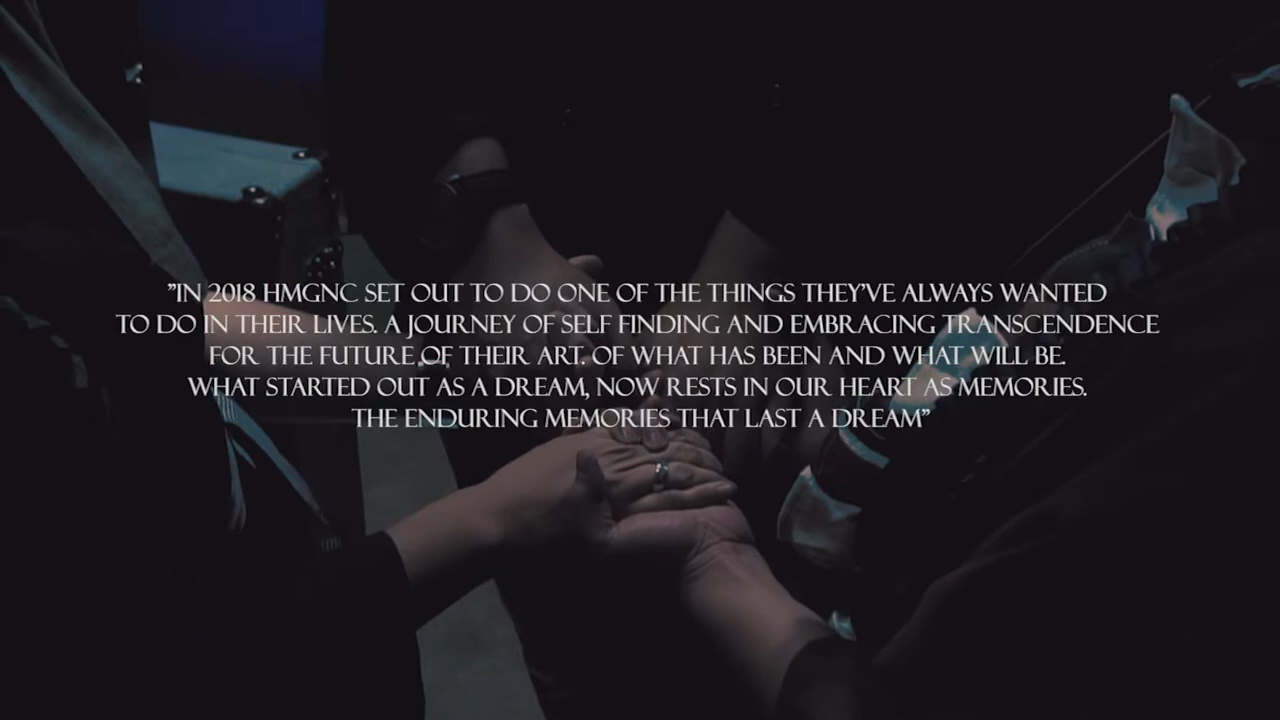 "IN 2018 HMGNC SET OUT TO DO ONE OF THE THINGS THEY'VE ALWAYS WANTED
TO DO IN THEIR LIVES. A JOURNEY OF SELF FINDING AND EMBRACING TRANSCENDENCE
FOR THE FUTURE OF THEIR ART. OF WHAT HAS BEEN AND WHAT WILL BE.
WHAT STARTED OUT AS A DREAM, NOW RESTS IN OUR HEART AS MEMORIES.
THE ENDURING MEMORIES THAT LAST A DREAM"